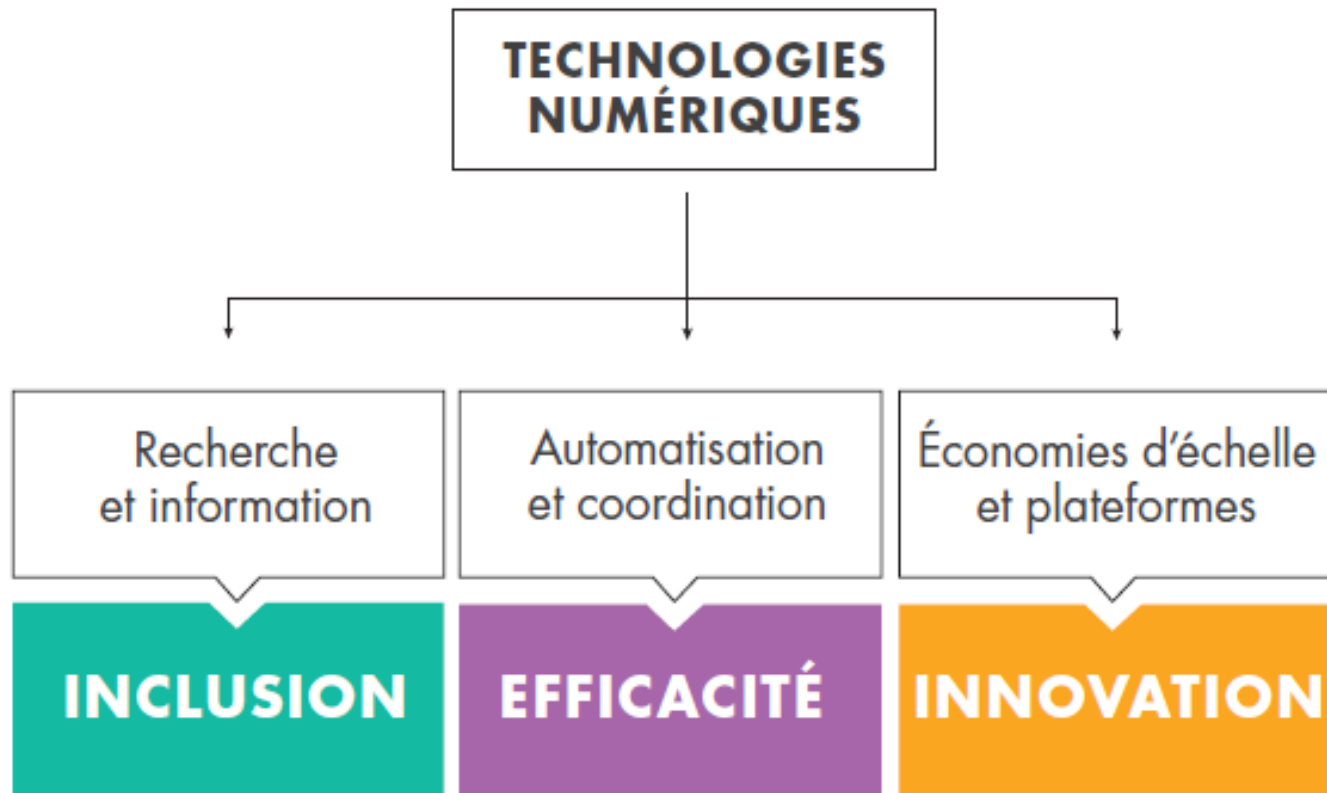 TECHNOLOGIES
NUMÉRIQUES
Recherche
et information
Automatisation
et coordination
Économies d'échelle
et plateformes
INCLUSION
EFFICACITÉ
INNOVATION